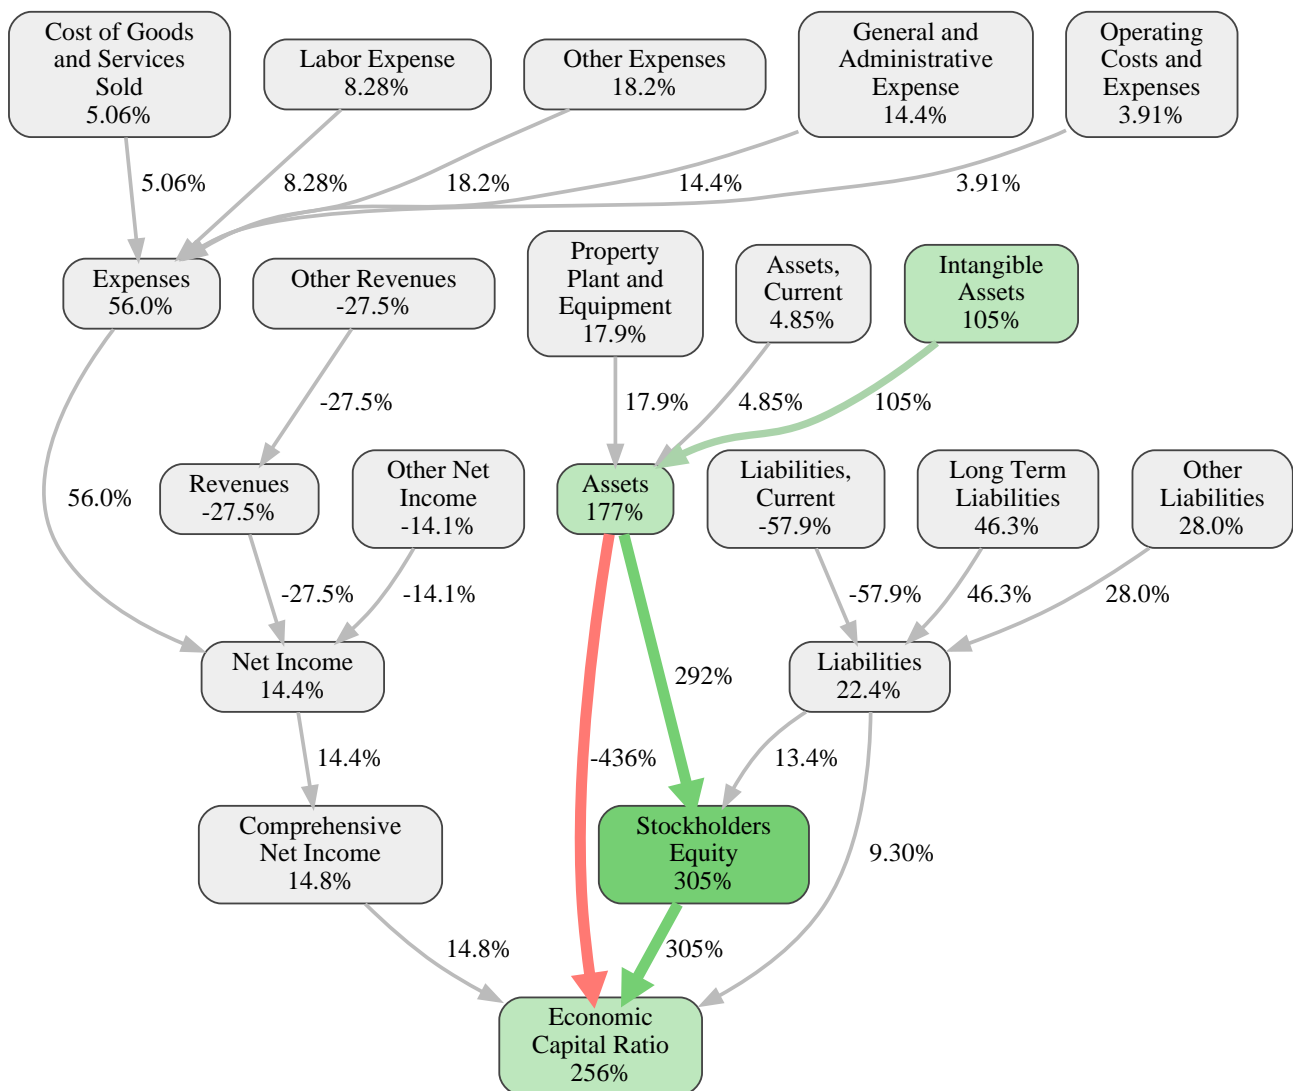 Cost of Goods
and Services
Sold
5.06%
Labor Expense
8.28%
Other Expenses
18.2%
General and
Administrative
Expense
14.4%
Operating
Costs and
Expenses
3.91%
5.06%
8.28%
18.2%
14.4%
3.91%
Expenses
56.0%
Other Revenues
-27.5%
Property
Plant and
Equipment
17.9%
Assets,
Current
4.85%
Intangible
Assets
105%
-27.5%
17.9%
4.85%
105%
56.0%
Revenues
-27.5%
Other Net
Income
-14.1%
Assets
177%
Liabilities,
Current
-57.9%
Long Term
Liabilities
46.3%
Other
Liabilities
28.0%
-27.5%
-14.1%
-57.9%
46.3%
28.0%
Net Income
14.4%
292%
Liabilities
22.4%
14.4%
-436%
13.4%
Comprehensive
Net Income
14.8%
Stockholders
Equity
305%
9.30%
14.8%
305%
Economic
Capital Ratio
256%